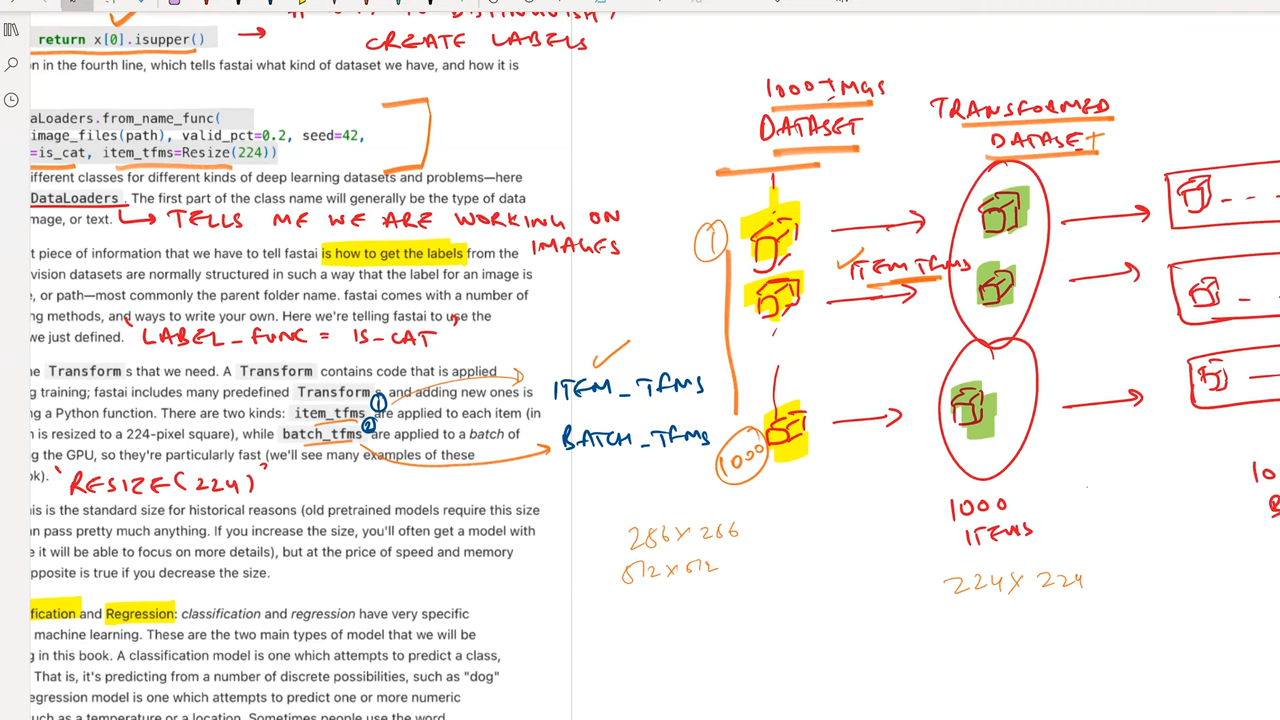 return x[0].isupper()
CREATE LABELS
on in the fourth line, which tells fastai what kind of dataset we have, and how it is
aLoaders.from_name_func(
image_files(path), valid_pct=0.2, seed=42,
=is_cat, item_tfms=Resize(224))
ifferent classes for different kinds of deep learning datasets and problems—here
DataLoaders. The first part of the class name will generally be the type of data
mage, or text.
TELLS ME WE ARE WORKING ON
IMAGES
t piece of information that we have to tell fastai is how to get the labels from the
vision datasets are normally structured in such a way that the label for an image is
e, or path—most commonly the parent folder name. fastai comes with a number of
ng methods, and ways to write your own. Here we're telling fastai to use the
we just defined.
"LABEL_FUNC = IS_CAT"
ne Transform s that we need. A Transform contains code that is applied
g training; fastai includes many predefined Transform s, and adding new ones is
ng a Python function. There are two kinds: item_tfms are applied to each item (in
n is resized to a 224-pixel square), while batch_tfms are applied to a batch of
ng the GPU, so they're particularly fast (we'll see many examples of these
ok).
1
2
"RESIZE(224)"
nis is the standard size for historical reasons (old pretrained models require this size
n pass pretty much anything. If you increase the size, you'll often get a model with
e it will be able to focus on more details), but at the price of speed and memory
opposite is true if you decrease the size.
fication and Regression: classification and regression have very specific
machine learning. These are the two main types of model that we will be
g in this book. A classification model is one which attempts to predict a class,
That is, it's predicting from a number of discrete possibilities, such as "dog"
egression model is one which attempts to predict one or more numeric
uch as a temperature or a location. Sometimes people use the word
ITEM_TFMS
BATCH_TFMS
1000 IMGS
DATASET
TRANSFORMED
DATASET
1
ITEM TFMS
1000
286 x 266
512 x 512
1000
ITEMS
224 x 224
10
B